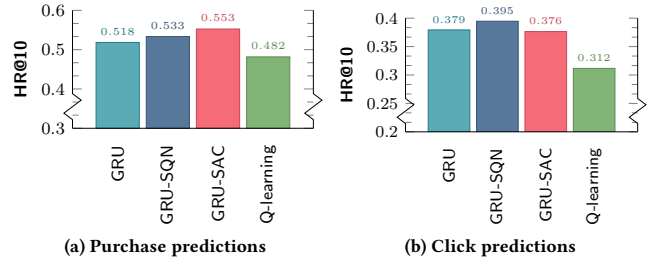 HR@10
0.6
0.5
0.4
0.3
0.518
0.533
0.553
0.482
GRU
GRU-SQN
GRU-SAC
Q-learning
(a) Purchase predictions
HR@10
0.4
0.35
0.3
0.25
0.2
0.379
0.395
0.376
0.312
GRU
GRU-SQN
GRU-SAC
Q-learning
(b) Click predictions